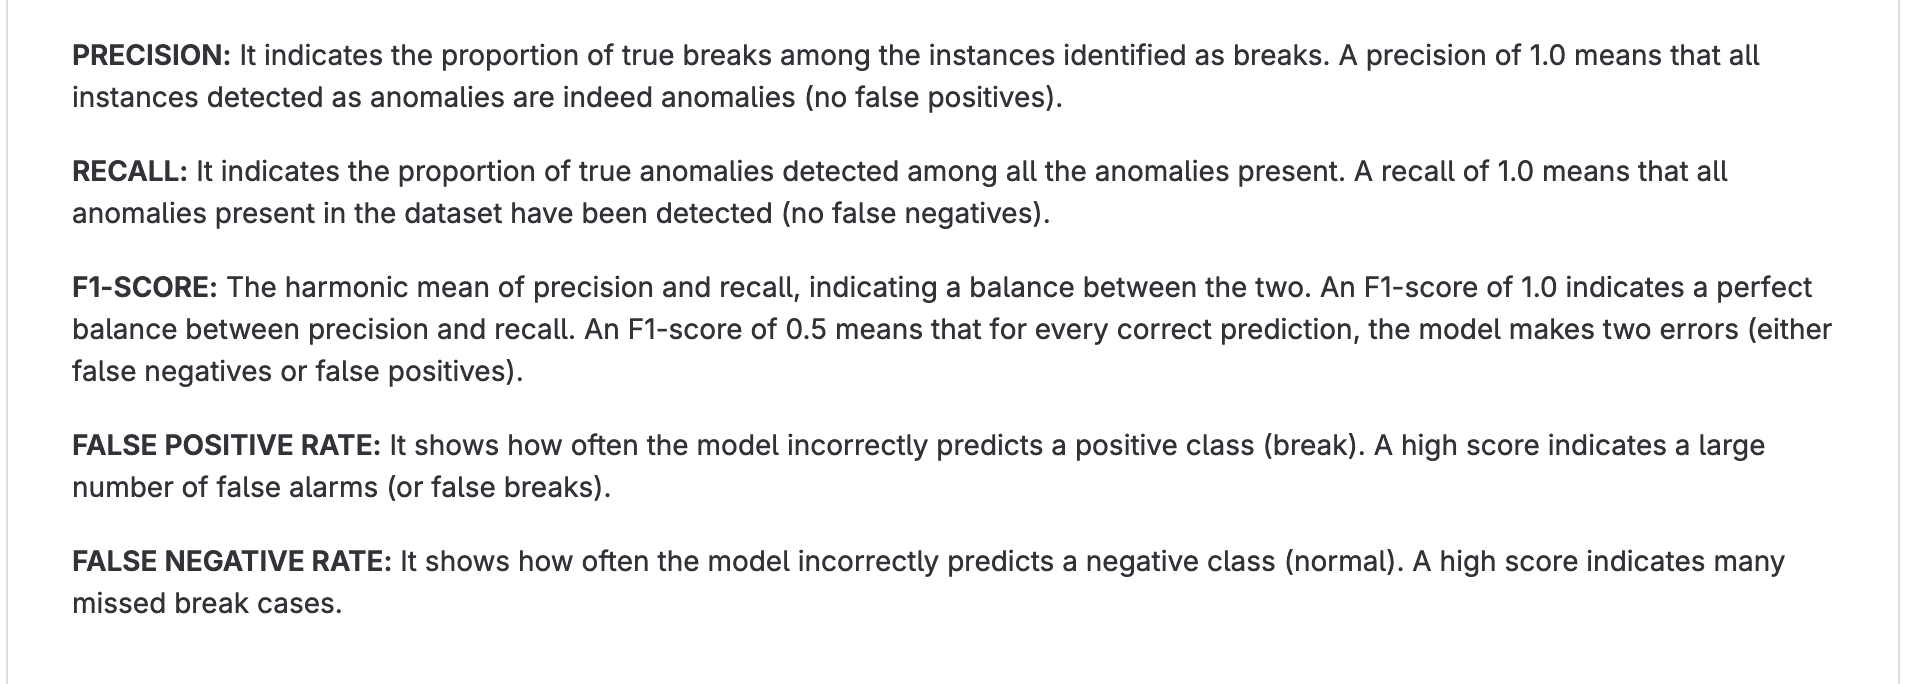 PRECISION: It indicates the proportion of true breaks among the instances identified as breaks. A precision of 1.0 means that all
instances detected as anomalies are indeed anomalies (no false positives).
RECALL: It indicates the proportion of true anomalies detected among all the anomalies present. A recall of 1.0 means that all
anomalies present in the dataset have been detected (no false negatives).
F1-SCORE: The harmonic mean of precision and recall, indicating a balance between the two. An F1-score of 1.0 indicates a perfect
balance between precision and recall. An F1-score of 0.5 means that for every correct prediction, the model makes two errors (either
false negatives or false positives).
FALSE POSITIVE RATE: It shows how often the model incorrectly predicts a positive class (break). A high score indicates a large
number of false alarms (or false breaks).
FALSE NEGATIVE RATE: It shows how often the model incorrectly predicts a negative class (normal). A high score indicates many
missed break cases.